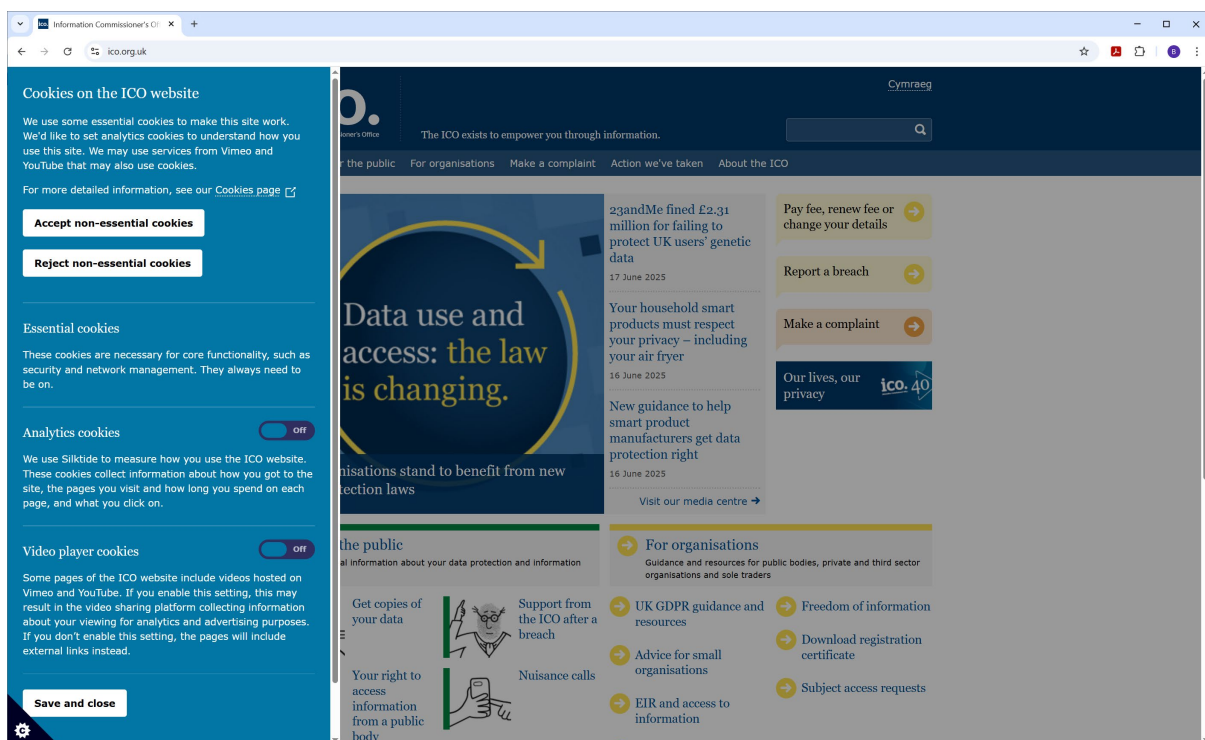 Information Commissioner's Of
ico.org.uk
Cookies on the ICO website
We use some essential cookies to make this site work.
We'd like to set analytics cookies to understand how you
use this site. We may use services from Vimeo and
YouTube that may also use cookies.
For more detailed information, see our Cookies page
Accept non-essential cookies
Reject non-essential cookies
Essential cookies
These cookies are necessary for core functionality, such as
security and network management. They always need to
be on.
Analytics cookies
Off
We use Silktide to measure how you use the ICO website.
These cookies collect information about how you got to the
site, the pages you visit and how long you spend on each
page, and what you click on.
Video player cookies
Off
Some pages of the ICO website include videos hosted on
Vimeo and YouTube. If you enable this setting, this may
result in the video sharing platform collecting information
about your viewing for analytics and advertising purposes.
If you don't enable this setting, the pages will include
external links instead.
Save and close
o.
ioner's Office
The ICO exists to empower you through information.
Cymraeg
r the public For organisations Make a complaint Action we've taken About the ICO
Data use and
access: the law
is changing.
nisations stand to benefit from new
tection laws
23andMe fined £2.31
million for failing to
protect UK users' genetic
data
17 June 2025
Your household smart
products must respect
your privacy – including
your air fryer
16 June 2025
New guidance to help
smart product
manufacturers get data
protection right
16 June 2025
Visit our media centre
Pay fee, renew fee or
change your details
Report a breach
Make a complaint
Our lives, our
privacy
ico. 40
the public
al information about your data protection and information
Get copies of
your data
Support from
the ICO after a
breach
Your right to
access
information
from a public
body
Nuisance calls
For organisations
Guidance and resources for public bodies, private and third sector
organisations and sole traders
UK GDPR guidance and
resources
Advice for small
organisations
EIR and access to
information
Freedom of information
Download registration
certificate
Subject access requests